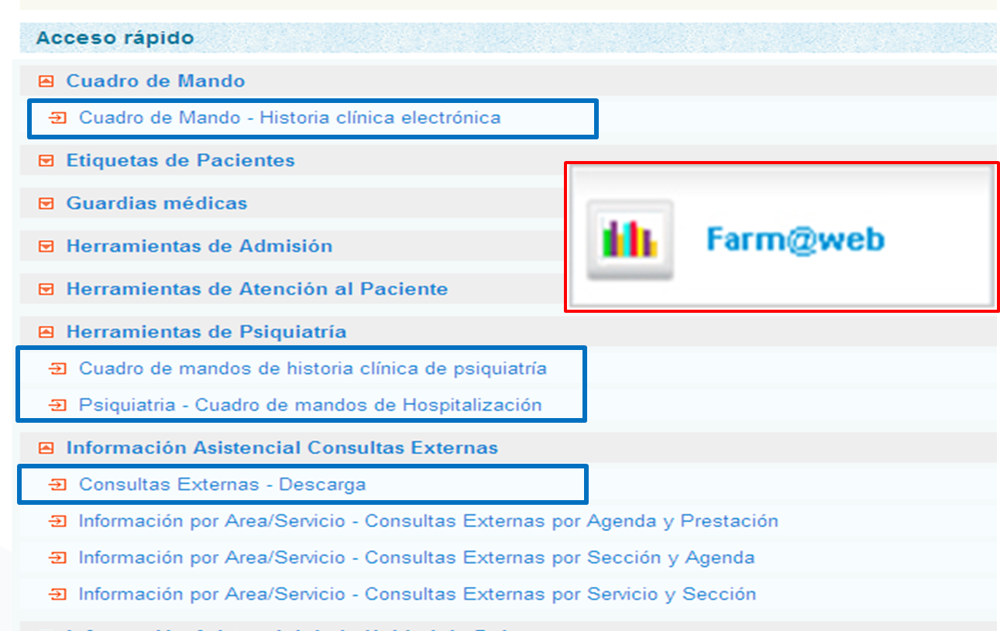 Acceso rápido
Cuadro de Mando
Cuadro de Mando - Historia clínica electrónica
Etiquetas de Pacientes
Guardias médicas
Farm@web
Herramientas de Admisión
Herramientas de Atención al Paciente
Herramientas de Psiquiatría
Cuadro de mandos de historia clínica de psiquiatría
Psiquiatria - Cuadro de mandos de Hospitalización
Información Asistencial Consultas Externas
Consultas Externas - Descarga
Información por Area/Servicio - Consultas Externas por Agenda y Prestación
Información por Area/Servicio - Consultas Externas por Sección y Agenda
Información por Area/Servicio - Consultas Externas por Servicio y Sección